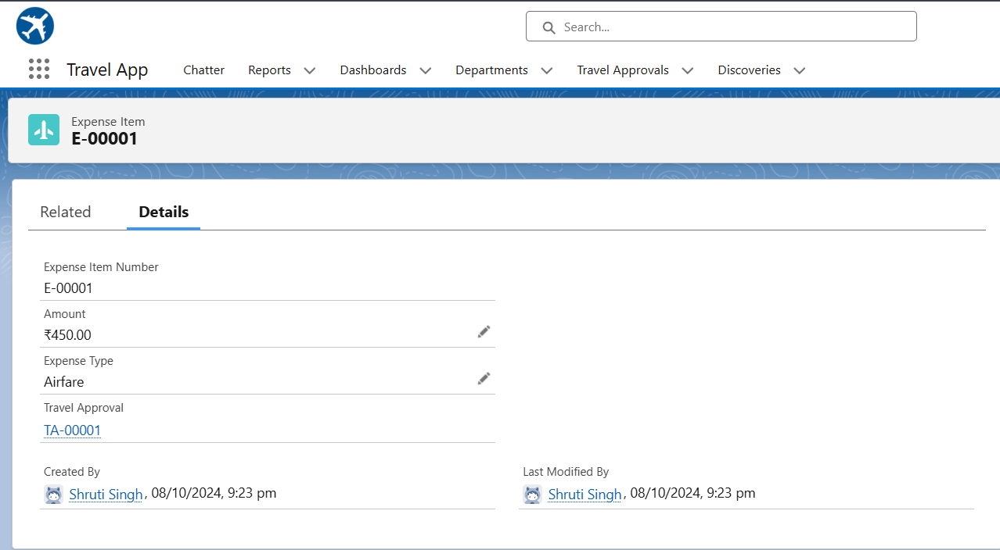 Search...
Travel App Chatter Reports Dashboards Departments Travel Approvals Discoveries
Expense Item
E-00001
Related Details
Expense Item Number
E-00001
Amount
₹450.00
Expense Type
Airfare
Travel Approval
TA-00001
Created By Last Modified By
Shruti Singh, 08/10/2024, 9:23 pm Shruti Singh, 08/10/2024, 9:23 pm